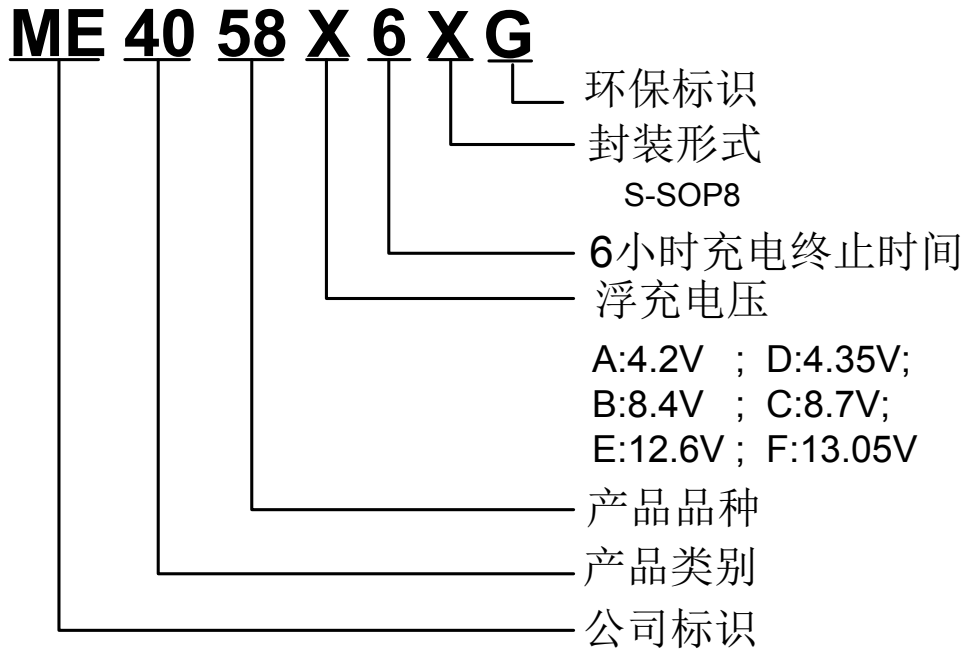 ME 40 58 X 6 X G
环保标识
封装形式
S-SOP8
6小时充电终止时间
浮充电压
A:4.2V ; D:4.35V;
B:8.4V ; C:8.7V;
E:12.6V ; F:13.05V
产品品种
产品类别
公司标识